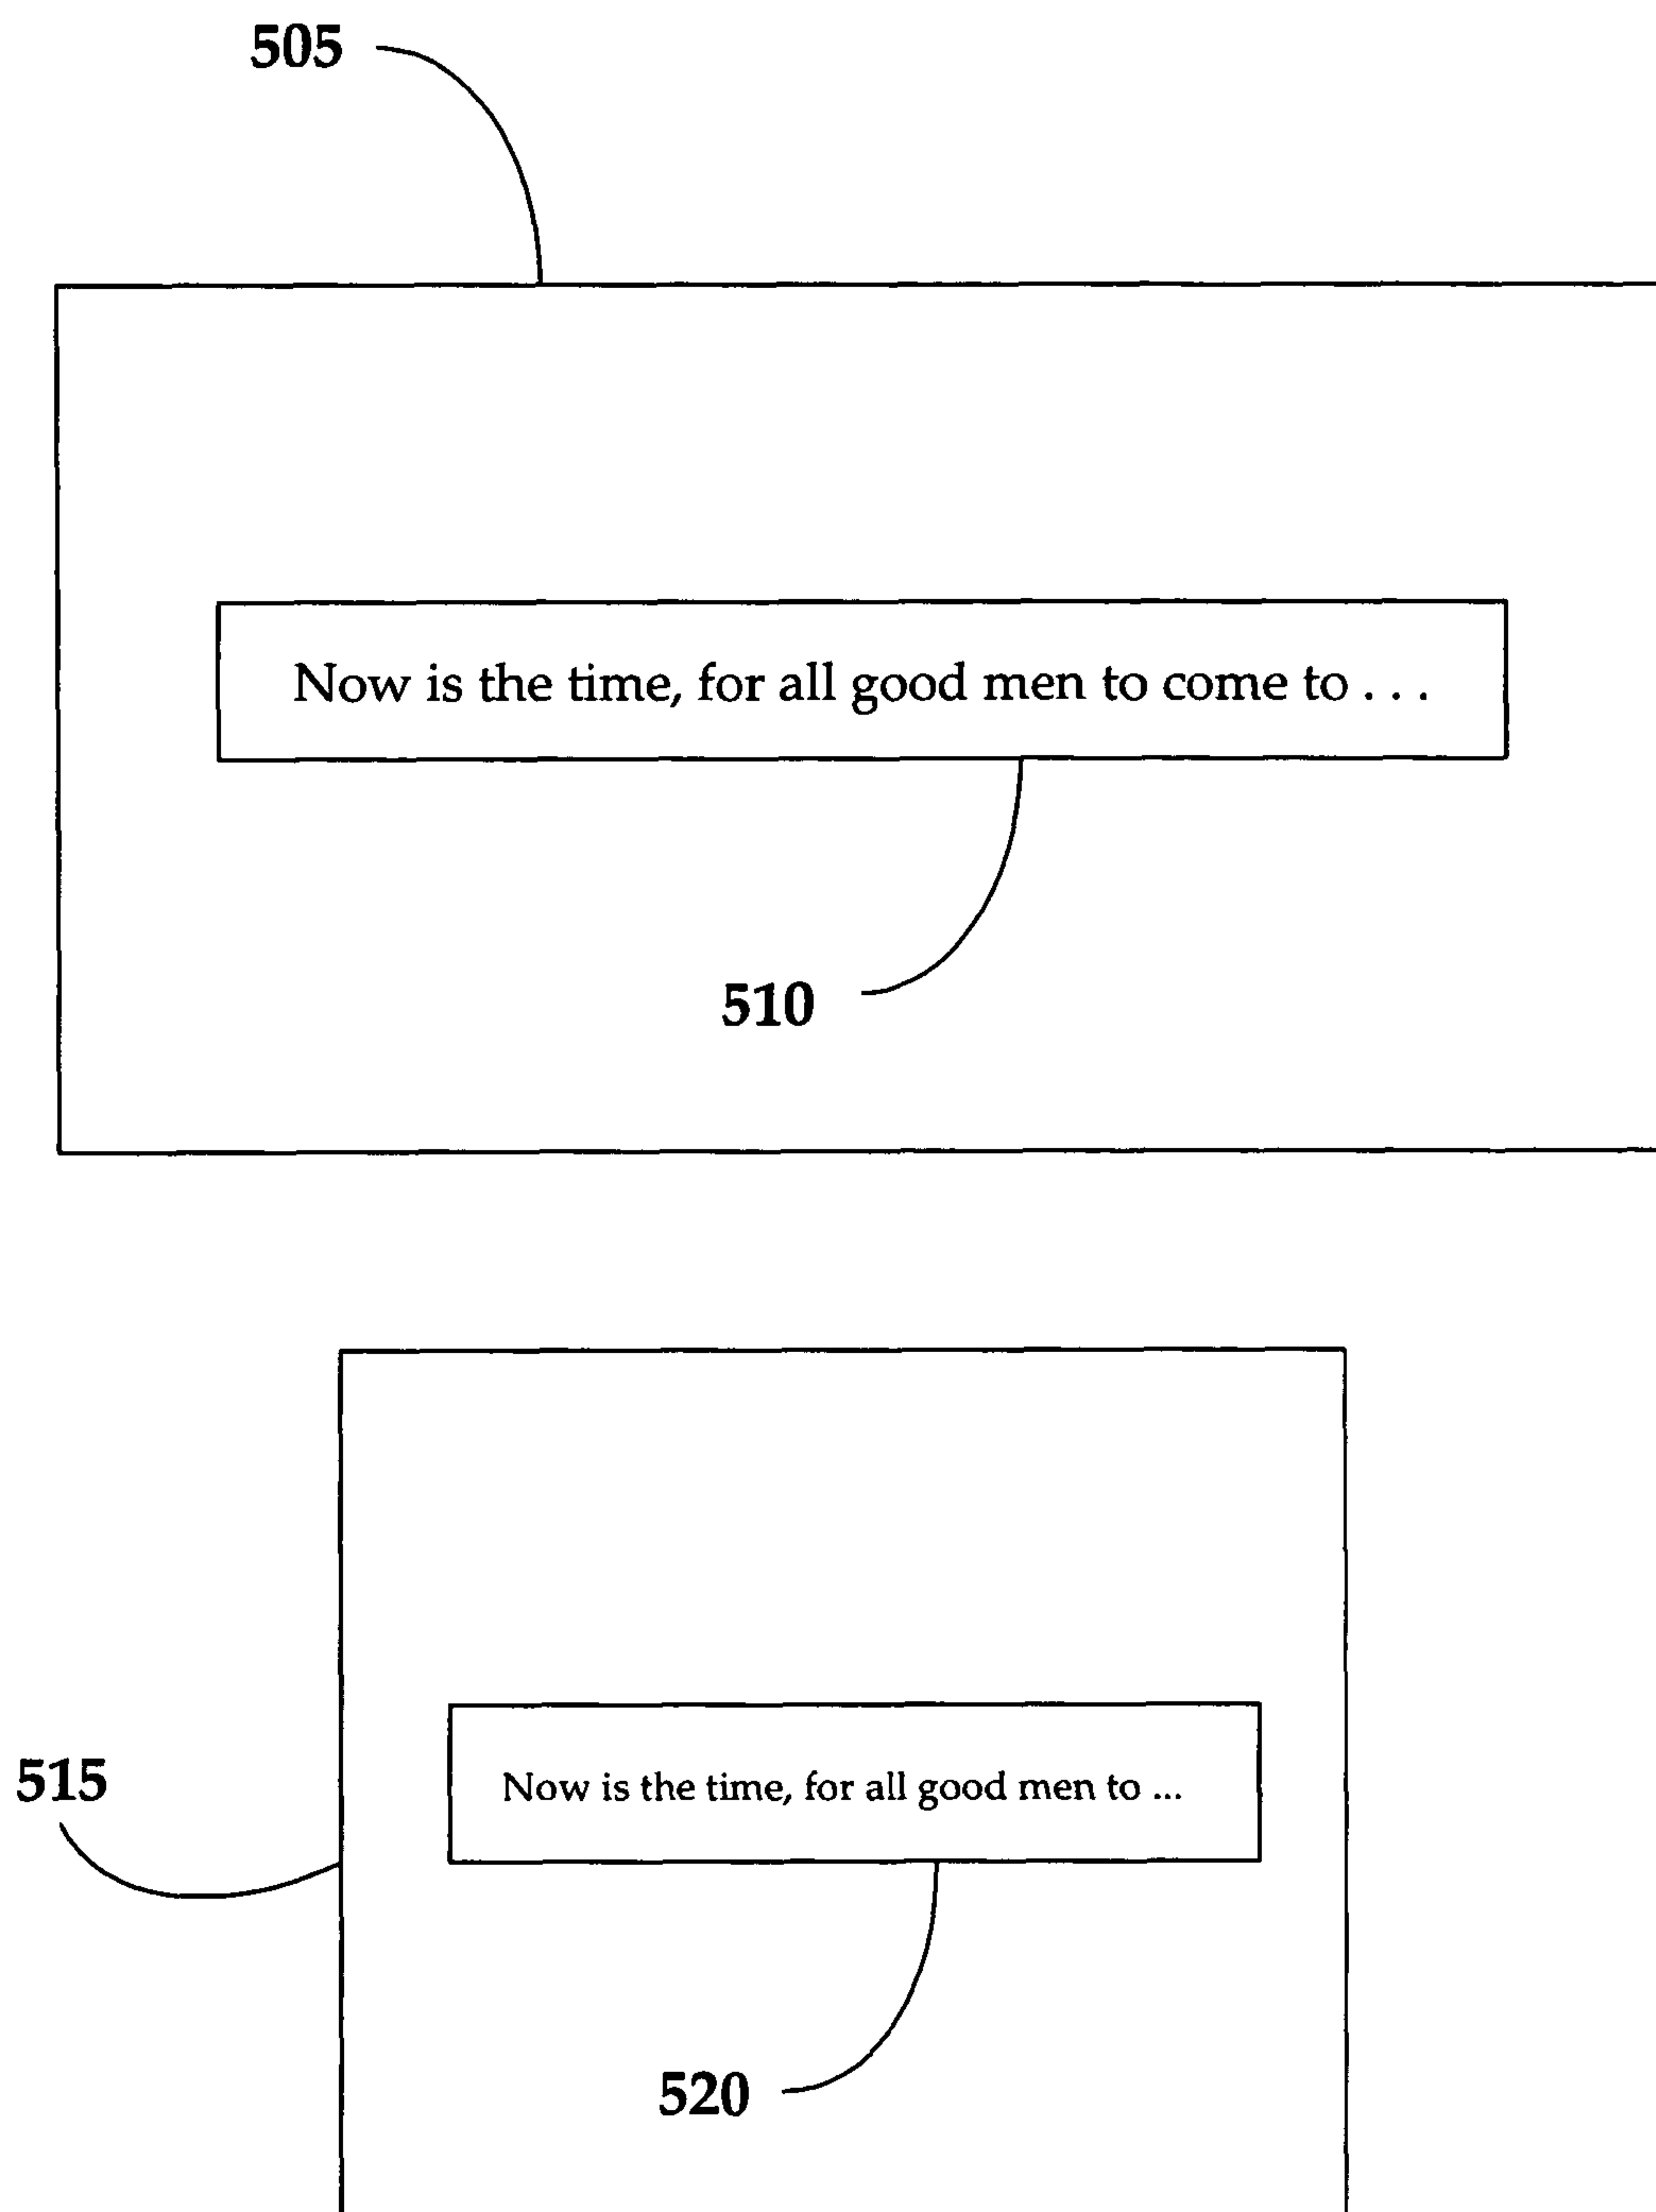 505
Now is the time, for all good men to come to . . .
510
515
Now is the time, for all good men to ...
520